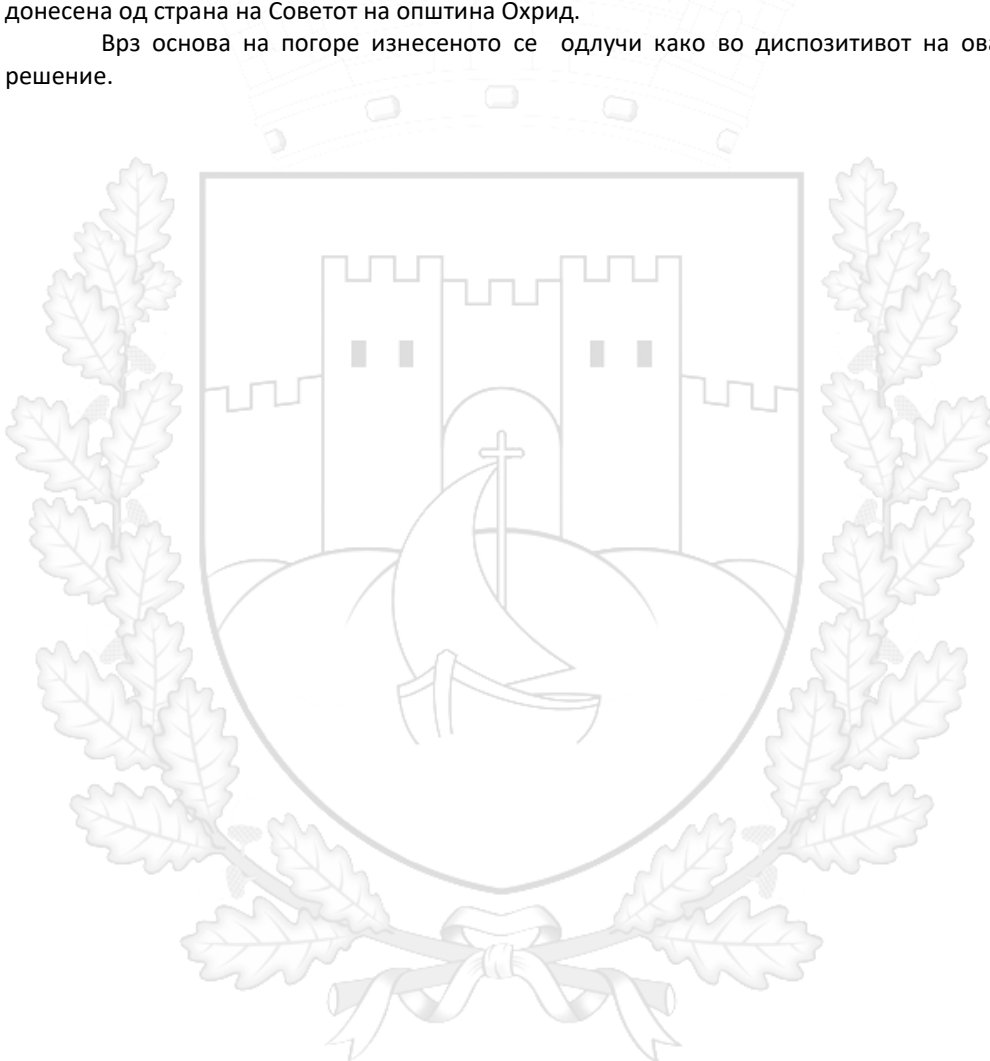 донесена од страна на Советот на општина Охрид.
Врз основа на погоре изнесеното се одлучи како во диспозитивот на ова
решение.